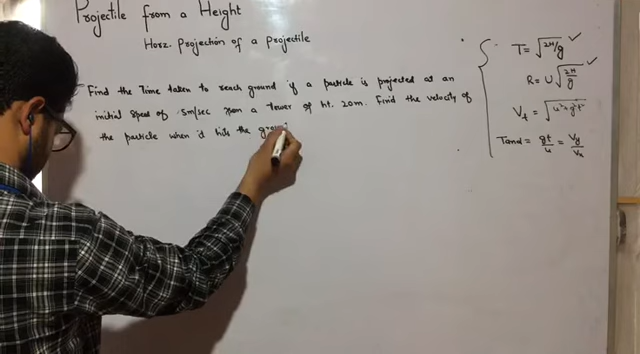 Projectile from a Height
Horz. Projection of a Projectile
Find the Time taken to reach ground if a particle is projected at an
initial speed of 5m/sec from a tower of ht. 20m. Find the velocity of
the particle when it hits the
T = √2H/g
R = U√2H/g
Vt = √u²+g²t²
Tanα = gt/u = Vy/Vx